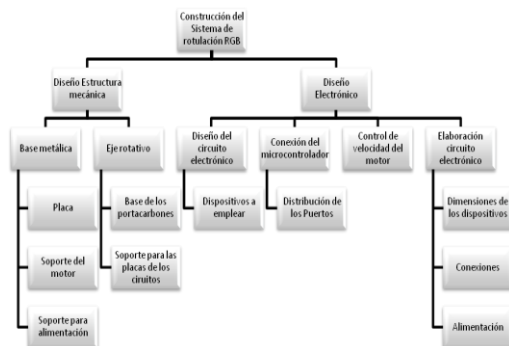 Construcción del
Sistema de
rotulación RGB
Diseño Estructura
mecánica
Diseño
Electrónico
Base metálica
Eje rotativo
Diseño del
circuito
electrónico
Conexión del
microcontrolador
Control de
velocidad del
motor
Elaboración
circuito
electrónico
Placa
Base de los
portacarbones
Dispositivos a
emplear
Distribución de
los Puertos
Dimensiones de
los dispositivos
Soporte del
motor
Soporte para las
placas de los
ciruitos
Conexiones
Soporte para
alimentación
Alimentación